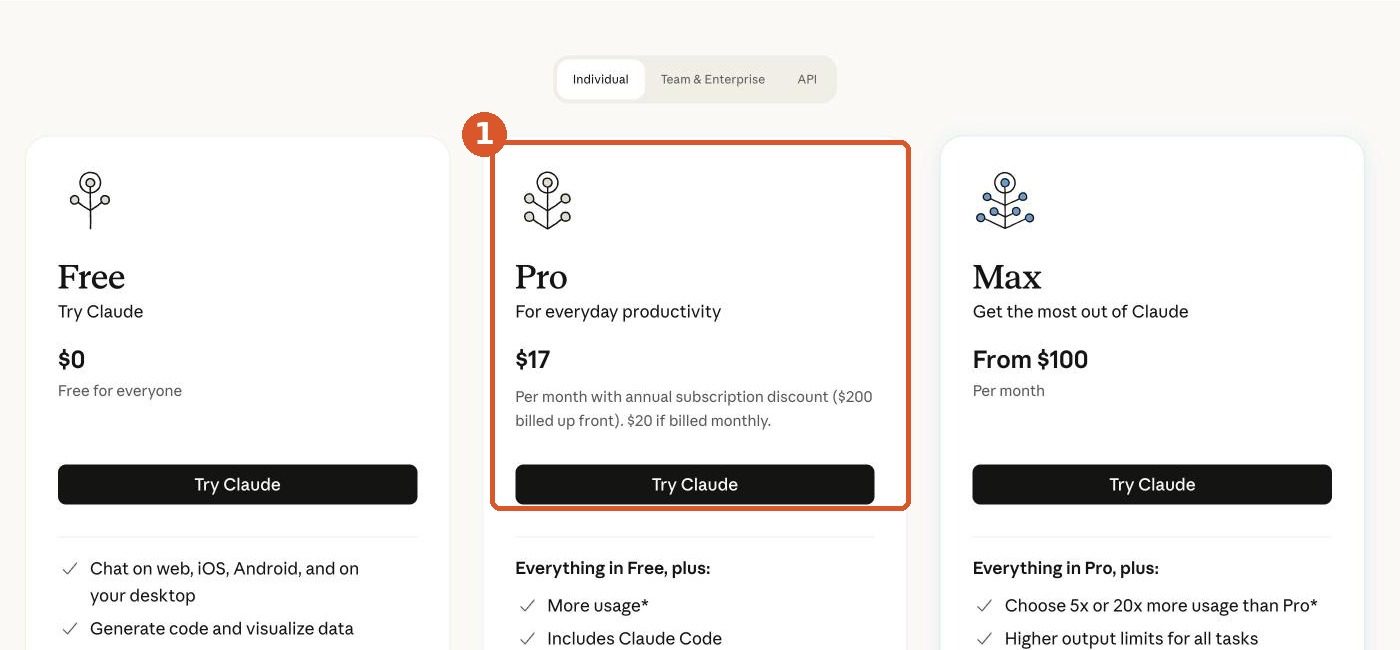 Individual
Team & Enterprise
API
1
Free
Try Claude
$0
Free for everyone
Try Claude
Chat on web, iOS, Android, and on
your desktop
Generate code and visualize data
Pro
For everyday productivity
$17
Per month with annual subscription discount ($200
billed up front). $20 if billed monthly.
Try Claude
Everything in Free, plus:
More usage*
Includes Claude Code
Max
Get the most out of Claude
From $100
Per month
Try Claude
Everything in Pro, plus:
Choose 5x or 20x more usage than Pro*
Higher output limits for all tasks